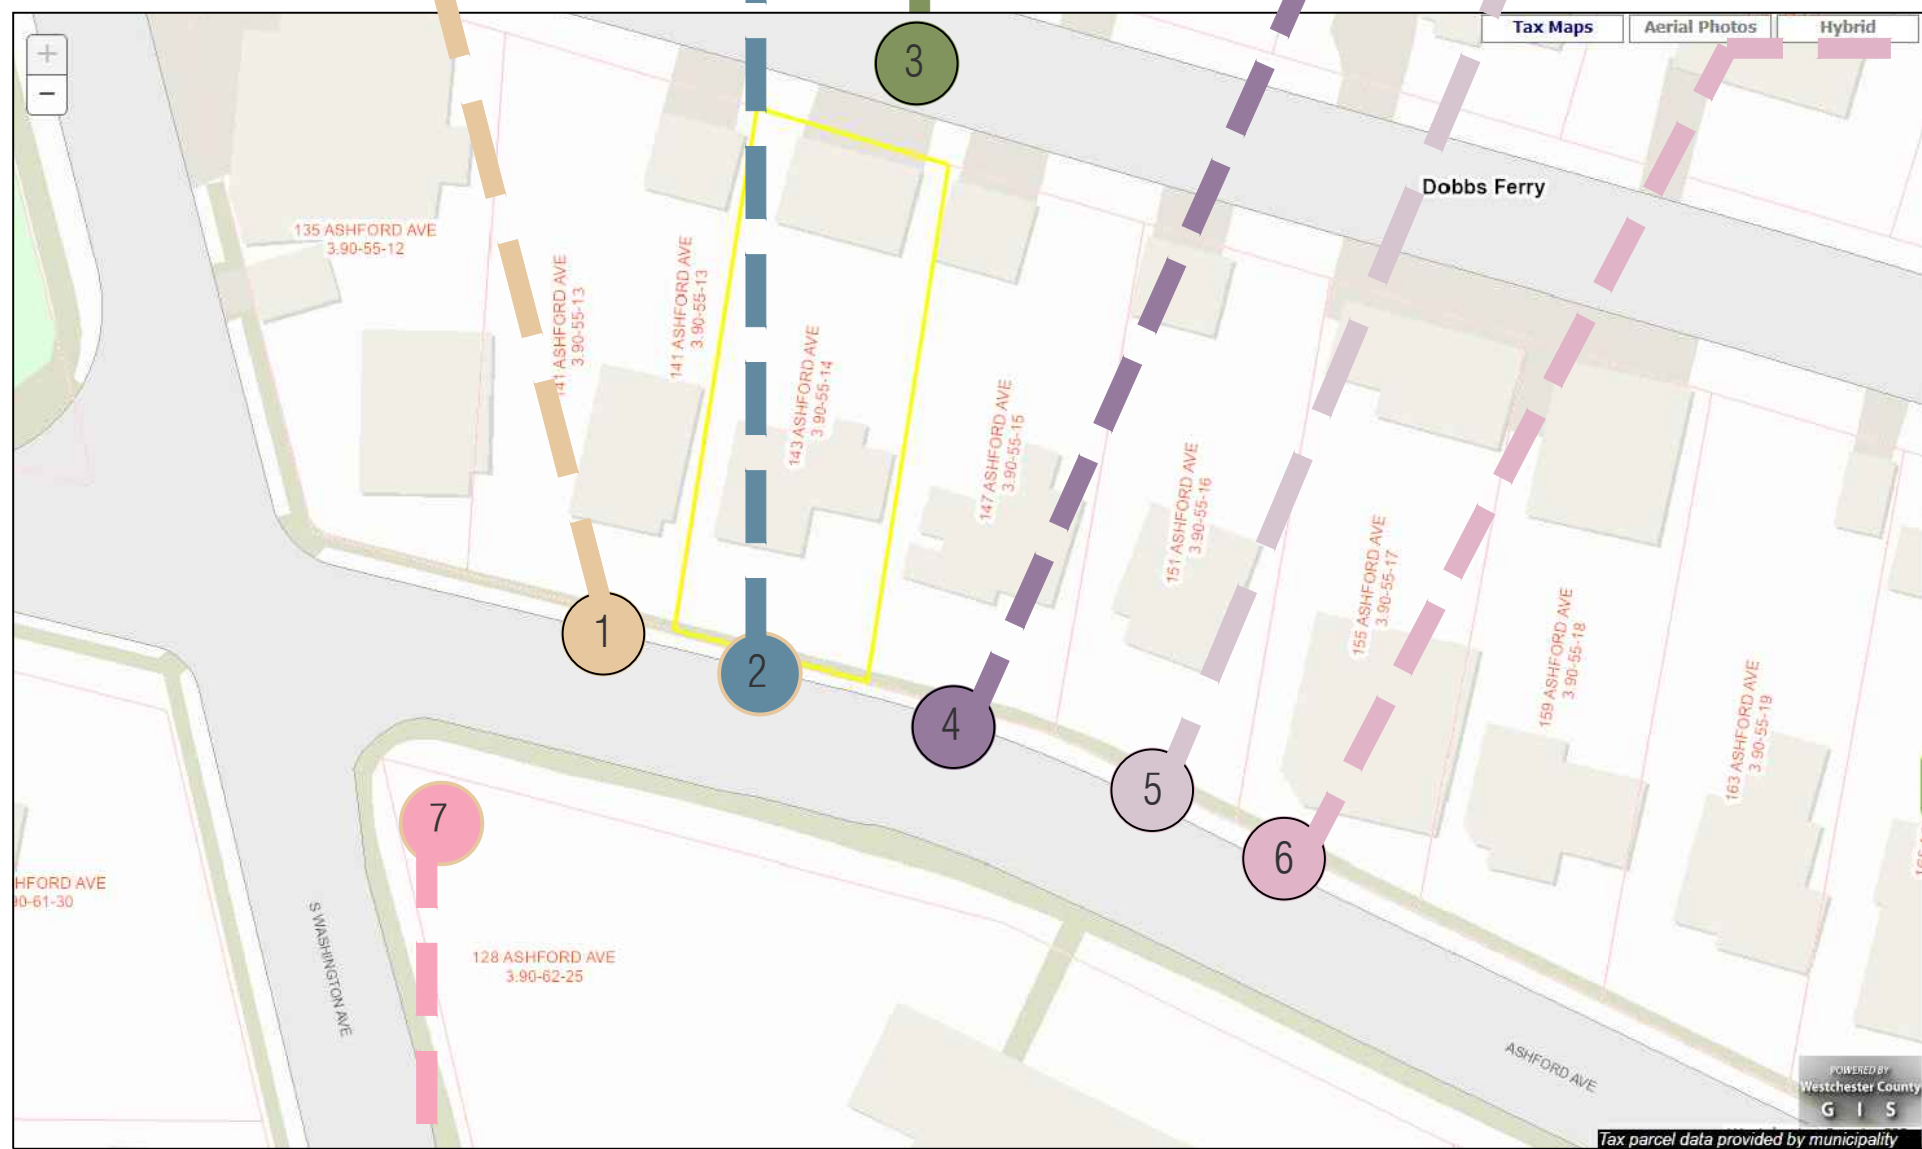 Tax Maps
Aerial Photos
Hybrid
+
−
3
Dobbs Ferry
135 ASHFORD AVE
3.90-55-12
141 ASHFORD AVE
3.90-55-13
141 ASHFORD AVE
3.90-55-13
143 ASHFORD AVE
3.90-55-14
147 ASHFORD AVE
3.90-55-15
151 ASHFORD AVE
3.90-55-16
155 ASHFORD AVE
3.90-55-17
159 ASHFORD AVE
3.90-55-18
163 ASHFORD AVE
3.90-55-19
1
2
4
5
6
7
HFORD AVE
90-61-30
S WASHINGTON AVE
128 ASHFORD AVE
3.90-62-25
ASHFORD AVE
POWERED BY
Westchester County
G I S
Tax parcel data provided by municipality